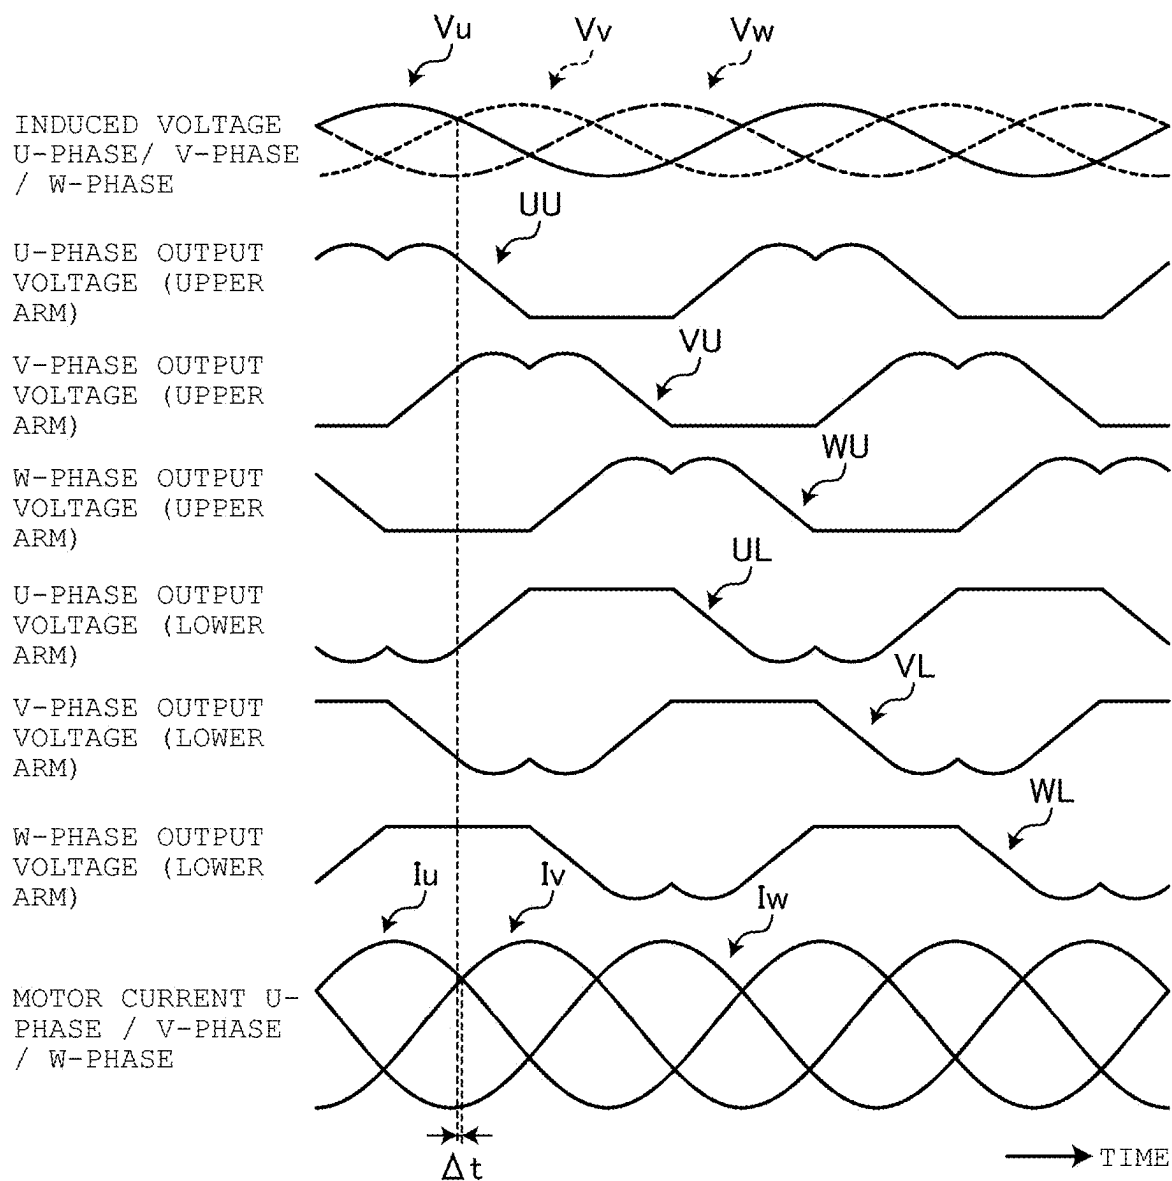 Vu
Vv
Vw
INDUCED VOLTAGE
U-PHASE/ V-PHASE
/ W-PHASE
UU
U-PHASE OUTPUT
VOLTAGE (UPPER
ARM)
VU
V-PHASE OUTPUT
VOLTAGE (UPPER
ARM)
WU
W-PHASE OUTPUT
VOLTAGE (UPPER
ARM)
UL
U-PHASE OUTPUT
VOLTAGE (LOWER
ARM)
VL
V-PHASE OUTPUT
VOLTAGE (LOWER
ARM)
WL
W-PHASE OUTPUT
VOLTAGE (LOWER
ARM)
Iu
Iv
Iw
MOTOR CURRENT U-
PHASE / V-PHASE
/ W-PHASE
Δt
TIME